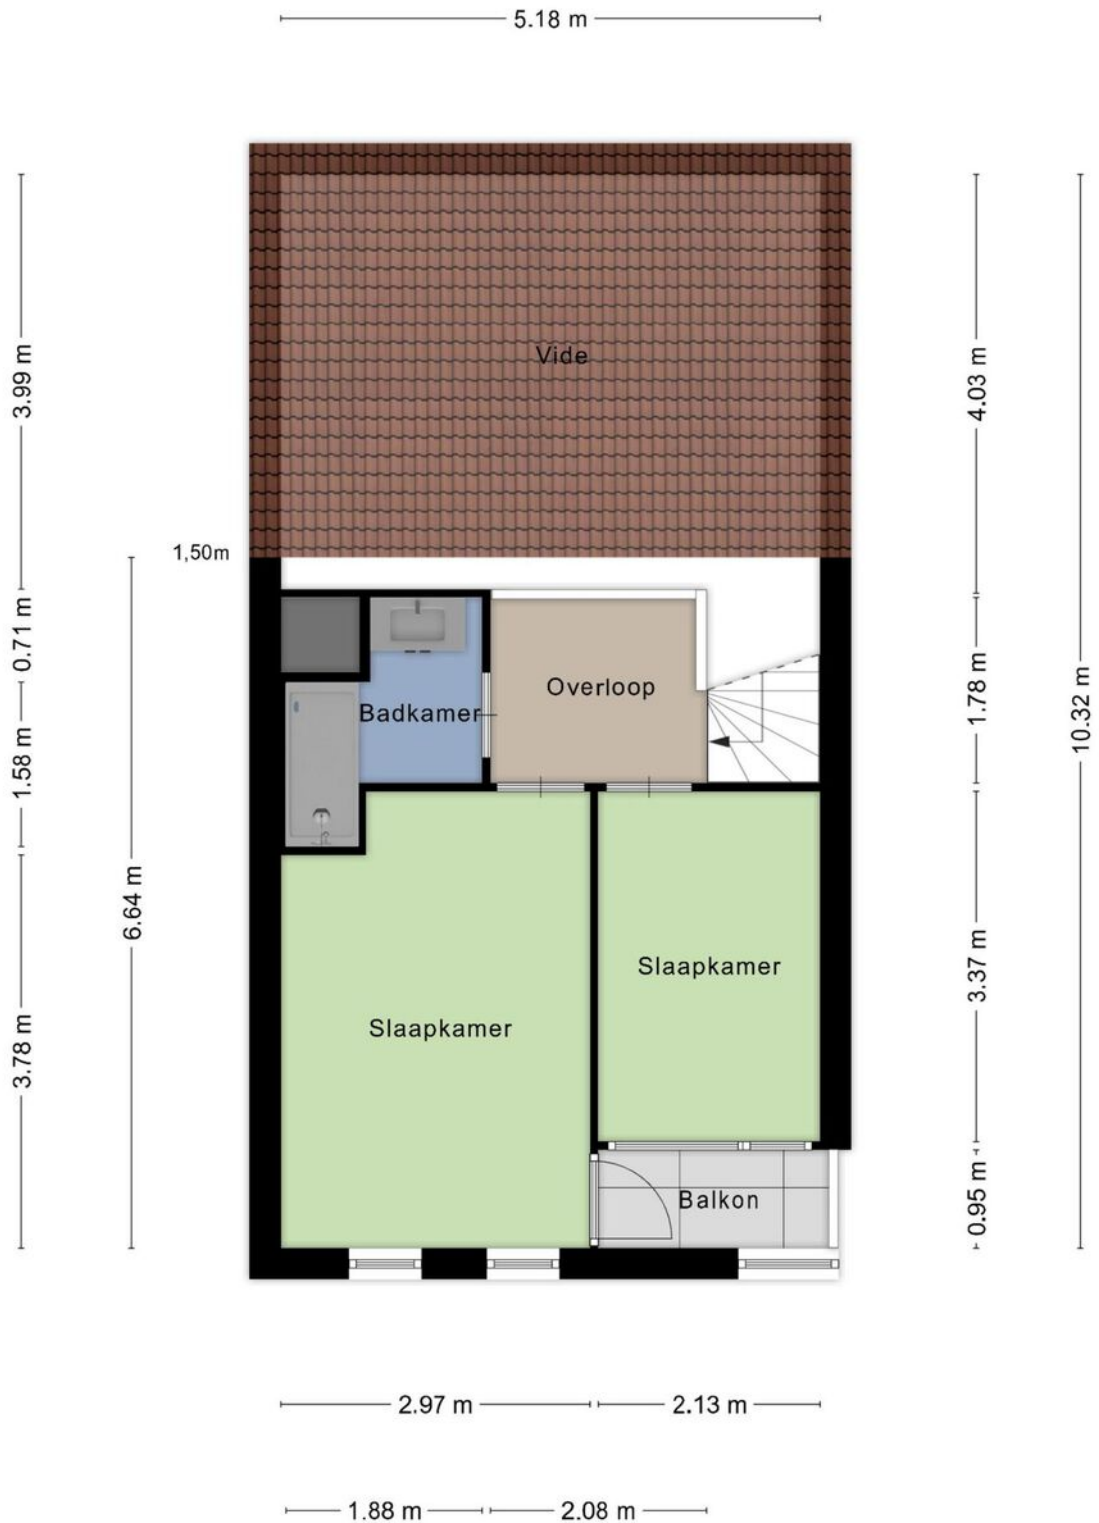 5.18 m
Vide
3.99 m
4.03 m
1,50m
0.71 m
Overloop
1.78 m
Badkamer
10.32 m
1.58 m
6.64 m
Slaapkamer
3.37 m
Slaapkamer
3.78 m
Balkon
0.95 m
2.97 m
2.13 m
1.88 m
2.08 m